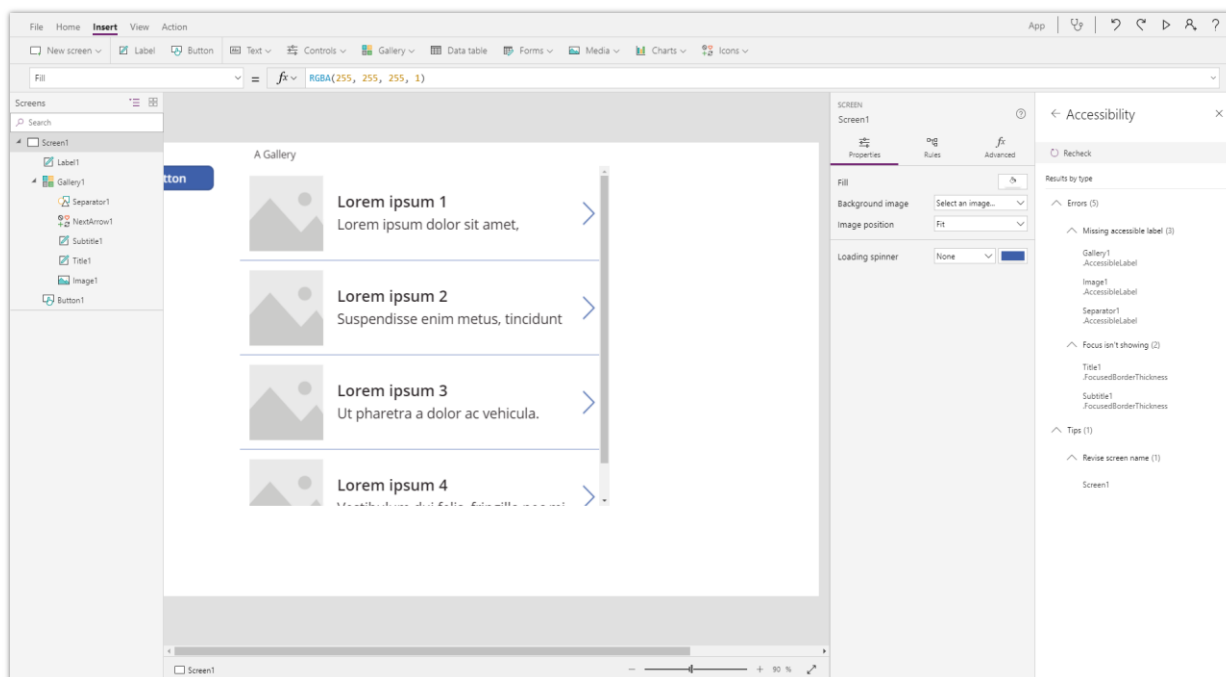 File Home Insert View Action App
New screen Label Button Text Controls Gallery Data table Forms Media Charts Icons
Fill = fx RGBA(255, 255, 255, 1)
Screens
Search
Screen1
Label1
Gallery1
Separator1
NextArrow1
Subtitle1
Title1
Image1
Button1
A Gallery
tton
Lorem ipsum 1
Lorem ipsum dolor sit amet,
Lorem ipsum 2
Suspendisse enim metus, tincidunt
Lorem ipsum 3
Ut pharetra a dolor ac vehicula.
Lorem ipsum 4
Screen1
90 %
SCREEN
Screen1
Properties Rules Advanced
Fill
Background image Select an image...
Image position Fit
Loading spinner None
Accessibility
Recheck
Results by type
Errors (5)
Missing accessible label (3)
Gallery1
.AccessibleLabel
Image1
.AccessibleLabel
Separator1
.AccessibleLabel
Focus isn't showing (2)
Title1
.FocusedBorderThickness
Subtitle1
.FocusedBorderThickness
Tips (1)
Revise screen name (1)
Screen1